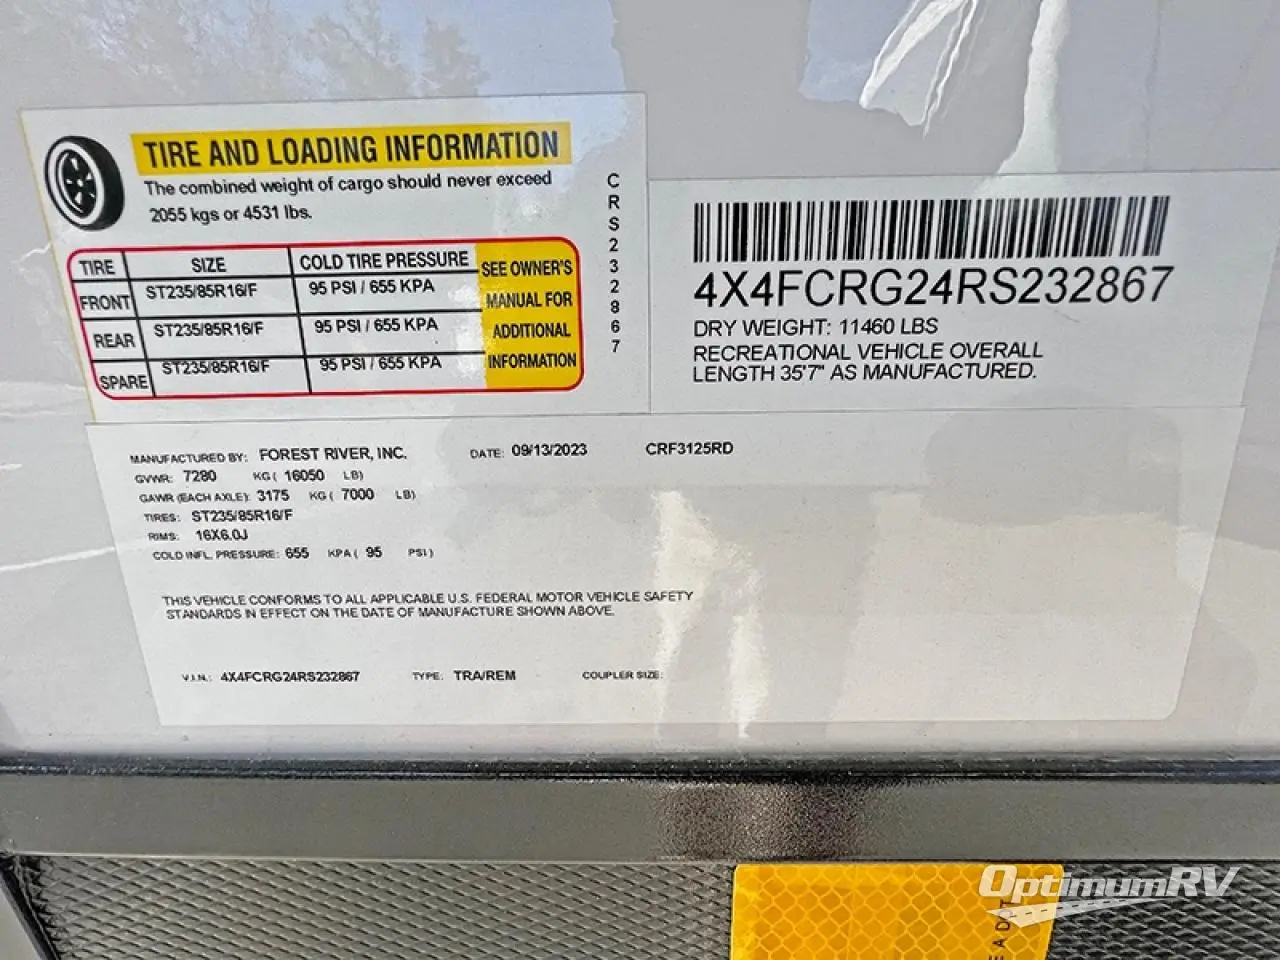 TIRE AND LOADING INFORMATION
The combined weight of cargo should never exceed
2055 kgs or 4531 lbs.
TIRE SIZE COLD TIRE PRESSURE
FRONT ST235/85R16/F 95 PSI / 655 KPA
REAR ST235/85R16/F 95 PSI / 655 KPA
SPARE ST235/85R16/F 95 PSI / 655 KPA
SEE OWNER'S
MANUAL FOR
ADDITIONAL
INFORMATION
CRS232867
4X4FCRG24RS232867
DRY WEIGHT: 11460 LBS
RECREATIONAL VEHICLE OVERALL
LENGTH 35'7" AS MANUFACTURED.
MANUFACTURED BY: FOREST RIVER, INC. DATE: 09/13/2023 CRF3125RD
GVWR: 7280 KG ( 16050 LB)
GAWR (EACH AXLE): 3175 KG ( 7000 LB)
TIRES: ST235/85R16/F
RIMS: 16X6.0J
COLD INFL. PRESSURE: 655 KPA ( 95 PSI )
THIS VEHICLE CONFORMS TO ALL APPLICABLE U.S. FEDERAL MOTOR VEHICLE SAFETY
STANDARDS IN EFFECT ON THE DATE OF MANUFACTURE SHOWN ABOVE.
V.I.N.: 4X4FCRG24RS232867 TYPE: TRA/REM COUPLER SIZE:
OptimumRV